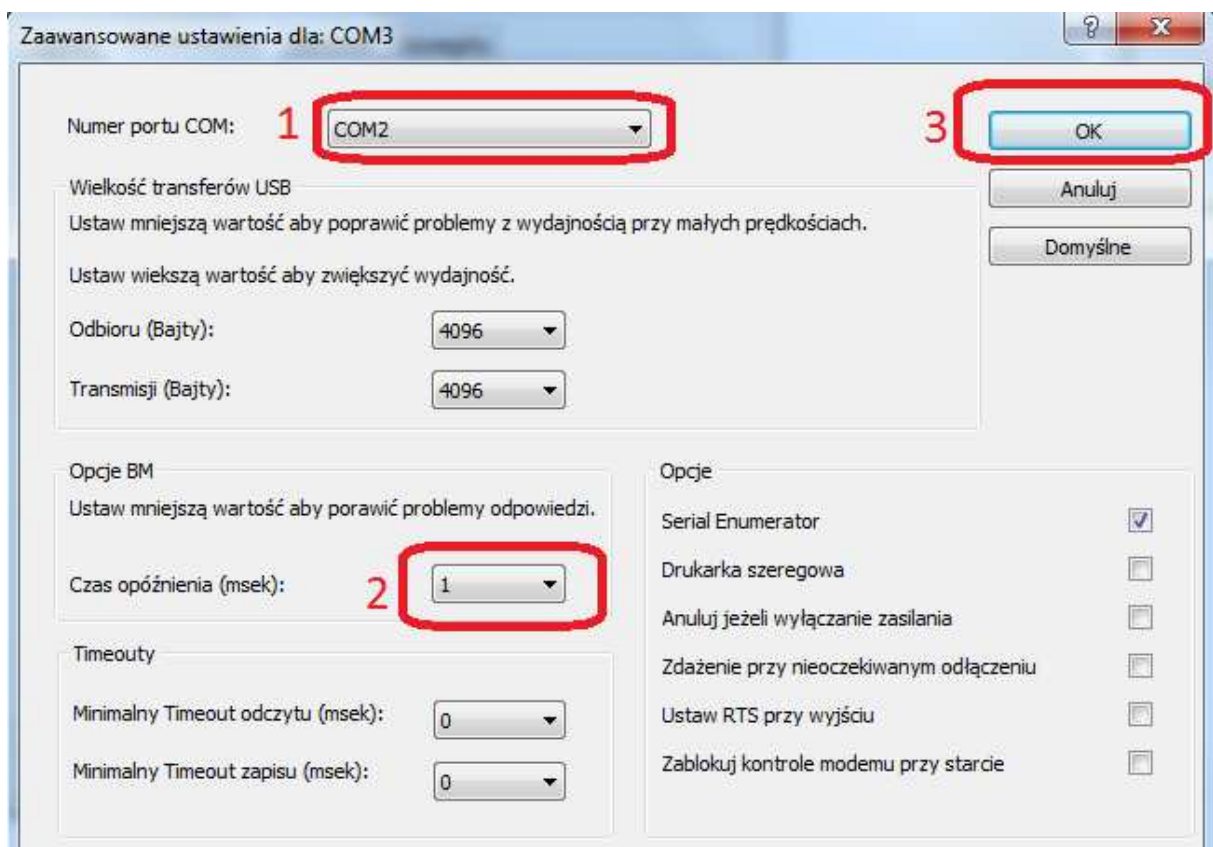 Zaawansowane ustawienia dla: COM3
Numer portu COM:
1
COM2
3
OK
Anuluj
Domyślne
Wielkość transferów USB
Ustaw mniejszą wartość aby poprawić problemy z wydajnością przy małych prędkościach.
Ustaw wiekszą wartość aby zwiększyć wydajność.
Odbioru (Bajty):
4096
Transmisji (Bajty):
4096
Opcje BM
Ustaw mniejszą wartość aby porawić problemy odpowiedzi.
Czas opóźnienia (msek):
2
1
Timeouty
Minimalny Timeout odczytu (msek):
0
Minimalny Timeout zapisu (msek):
0
Opcje
Serial Enumerator
Drukarka szeregowa
Anuluj jeżeli wyłączanie zasilania
Zdażenie przy nieoczekiwanym odłączeniu
Ustaw RTS przy wyjściu
Zablokuj kontrole modemu przy starcie